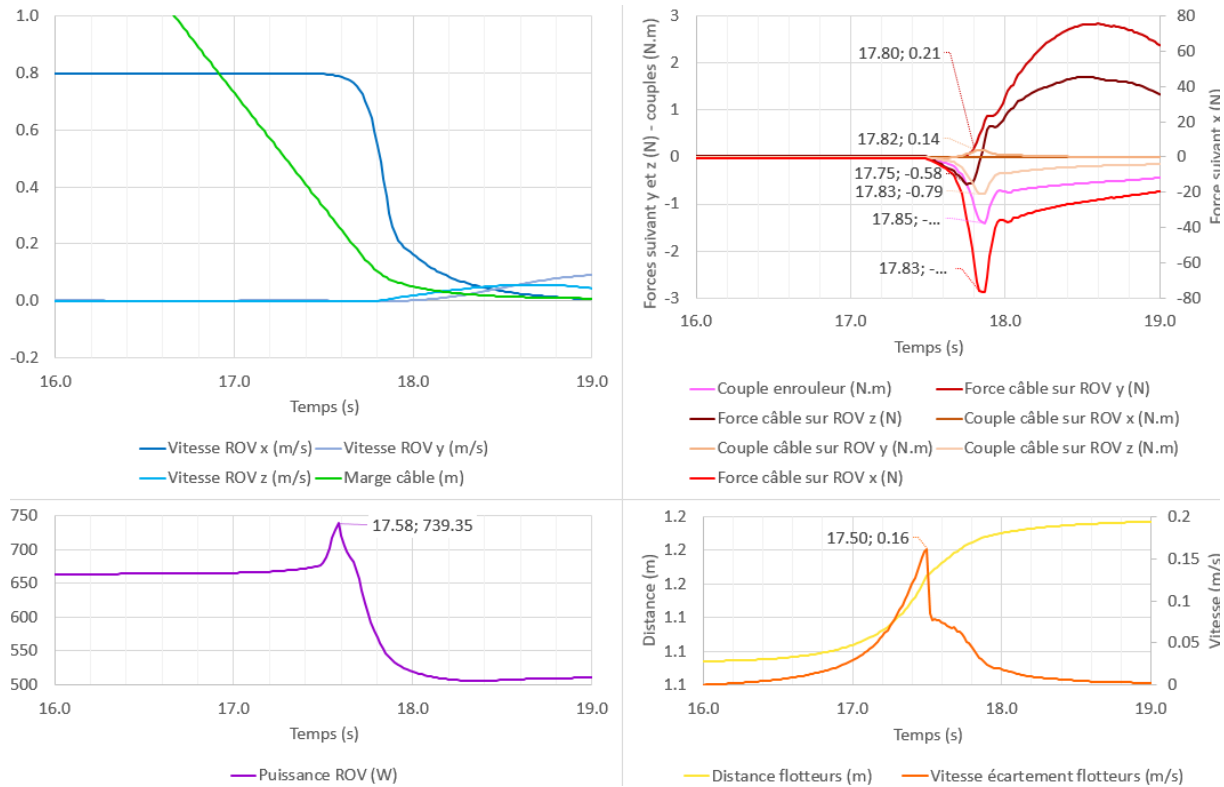 1.0
0.8
0.6
0.4
0.2
0.0
-0.2
16.0 17.0 18.0 19.0
Temps (s)
Vitesse ROV x (m/s) Vitesse ROV y (m/s)
Vitesse ROV z (m/s) Marge câble (m)
Forces suivant y et z (N) - couples (N.m)
3
2
1
0
-1
-2
-3
17.80; 0.21
17.82; 0.14
17.75; -0.58
17.83; -0.79
17.85; -...
17.83; -...
80
60
40
20
0
-20
-40
-60
-80
Force suivant x (N)
16.0 17.0 18.0 19.0
Temps (s)
Couple enrouleur (N.m) Force câble sur ROV y (N)
Force câble sur ROV z (N) Couple câble sur ROV x (N.m)
Couple câble sur ROV y (N.m) Couple câble sur ROV z (N.m)
Force câble sur ROV x (N)
750
700
650
600
550
500
17.58; 739.35
16.0 17.0 18.0 19.0
Temps (s)
Puissance ROV (W)
Distance (m)
1.2
1.2
1.2
1.1
1.1
1.1
17.50; 0.16
0.2
0.15
0.1
0.05
0
Vitesse (m/s)
16.0 17.0 18.0 19.0
Temps (s)
Distance flotteurs (m) Vitesse écartement flotteurs (m/s)